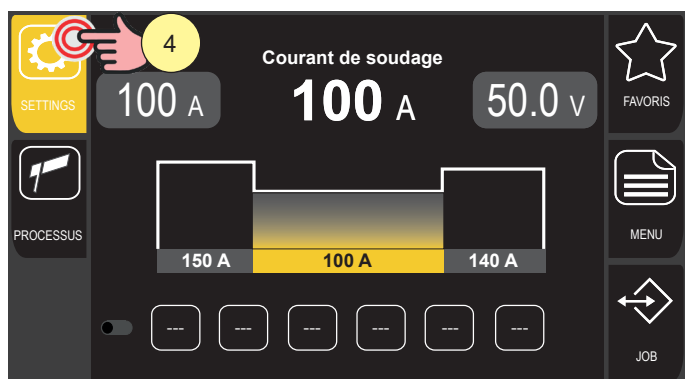 4
Courant de soudage
SETTINGS
100 A
100 A
50.0 V
FAVORIS
PROCESSUS
MENU
150 A
100 A
140 A
---
---
---
---
---
---
JOB